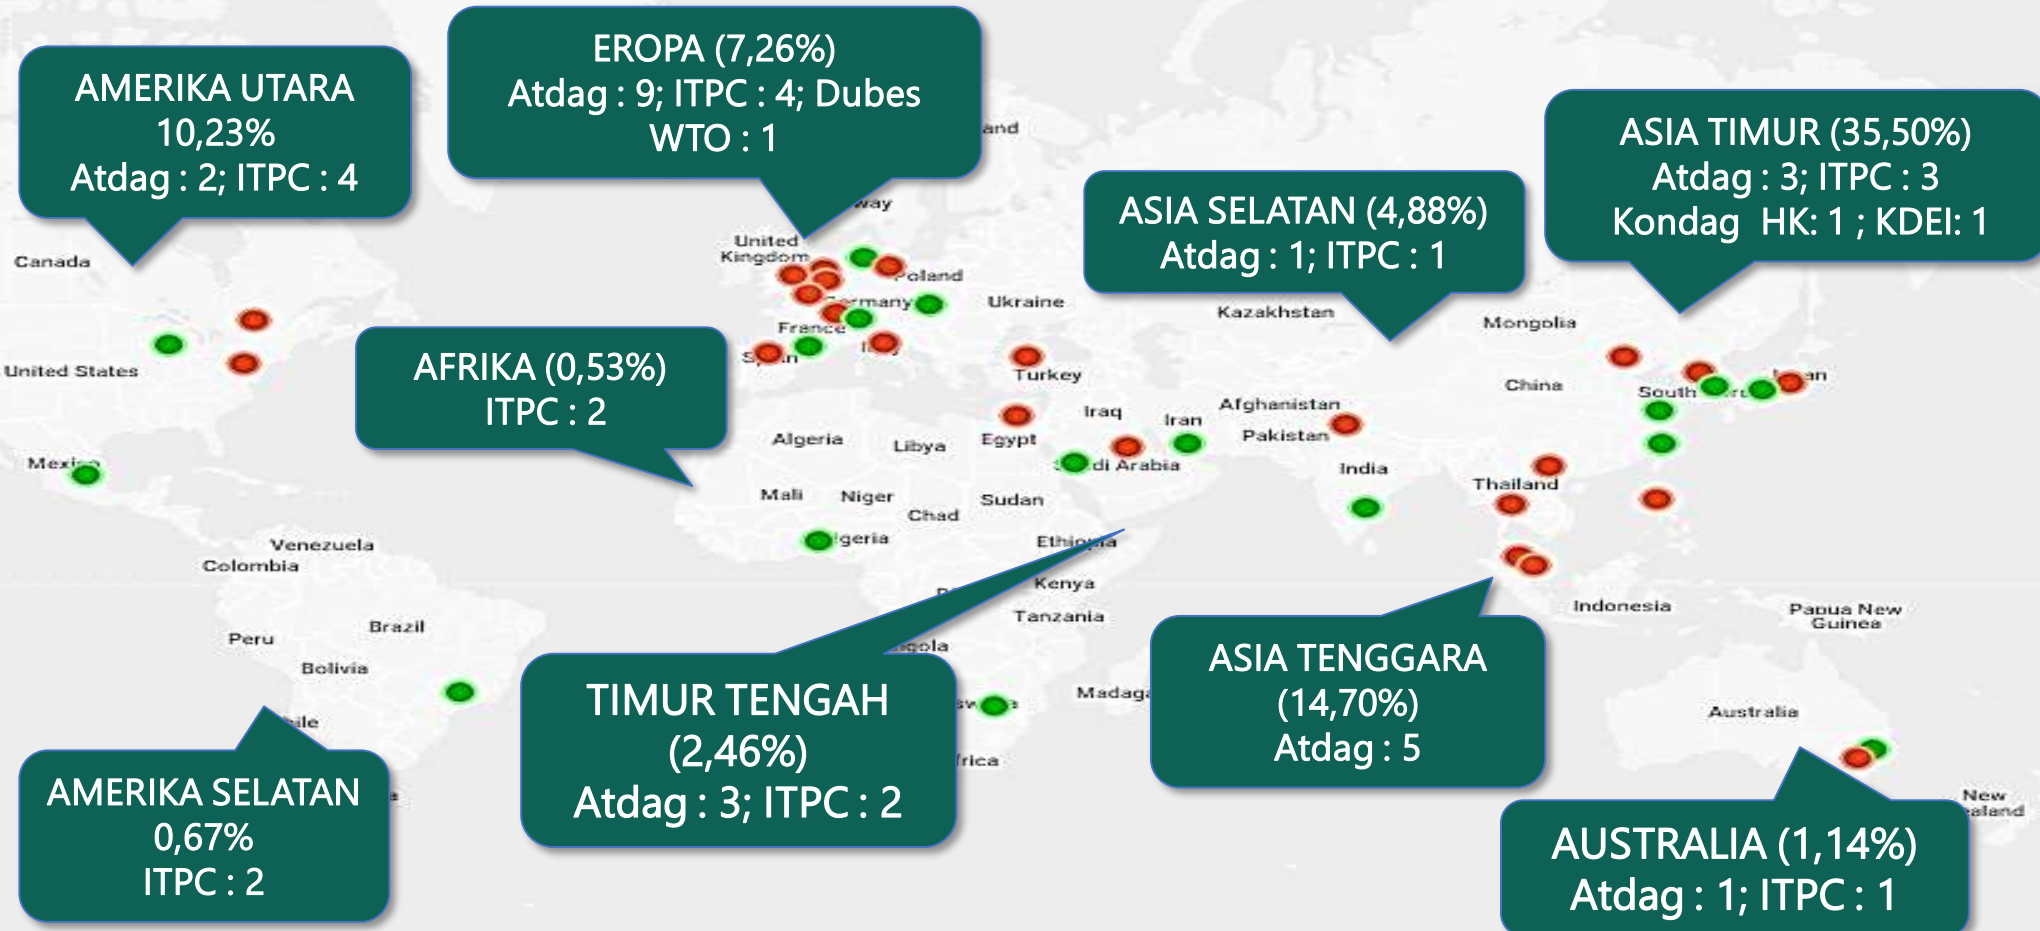 AMERIKA UTARA
10,23%
Atdag : 2; ITPC : 4
EROPA (7,26%)
Atdag : 9; ITPC : 4; Dubes
WTO : 1
ASIA TIMUR (35,50%)
Atdag : 3; ITPC : 3
Kondag HK: 1 ; KDEI: 1
ASIA SELATAN (4,88%)
Atdag : 1; ITPC : 1
AFRIKA (0,53%)
ITPC : 2
TIMUR TENGAH
(2,46%)
Atdag : 3; ITPC : 2
ASIA TENGGARA
(14,70%)
Atdag : 5
AMERIKA SELATAN
0,67%
ITPC : 2
AUSTRALIA (1,14%)
Atdag : 1; ITPC : 1
Canada
United States
Venezuela
Colombia
Peru
Brazil
Bolivia
United
Kingdom
France
Ukraine
Turkey
Kazakhstan
Mongolia
China
South
Iraq
Iran
Afghanistan
Pakistan
India
Algeria
Libya
Egypt
di Arabia
Mali
Niger
Chad
Sudan
Ethiopia
Kenya
Tanzania
Thailand
Indonesia
Papua New
Guinea
Australia
New